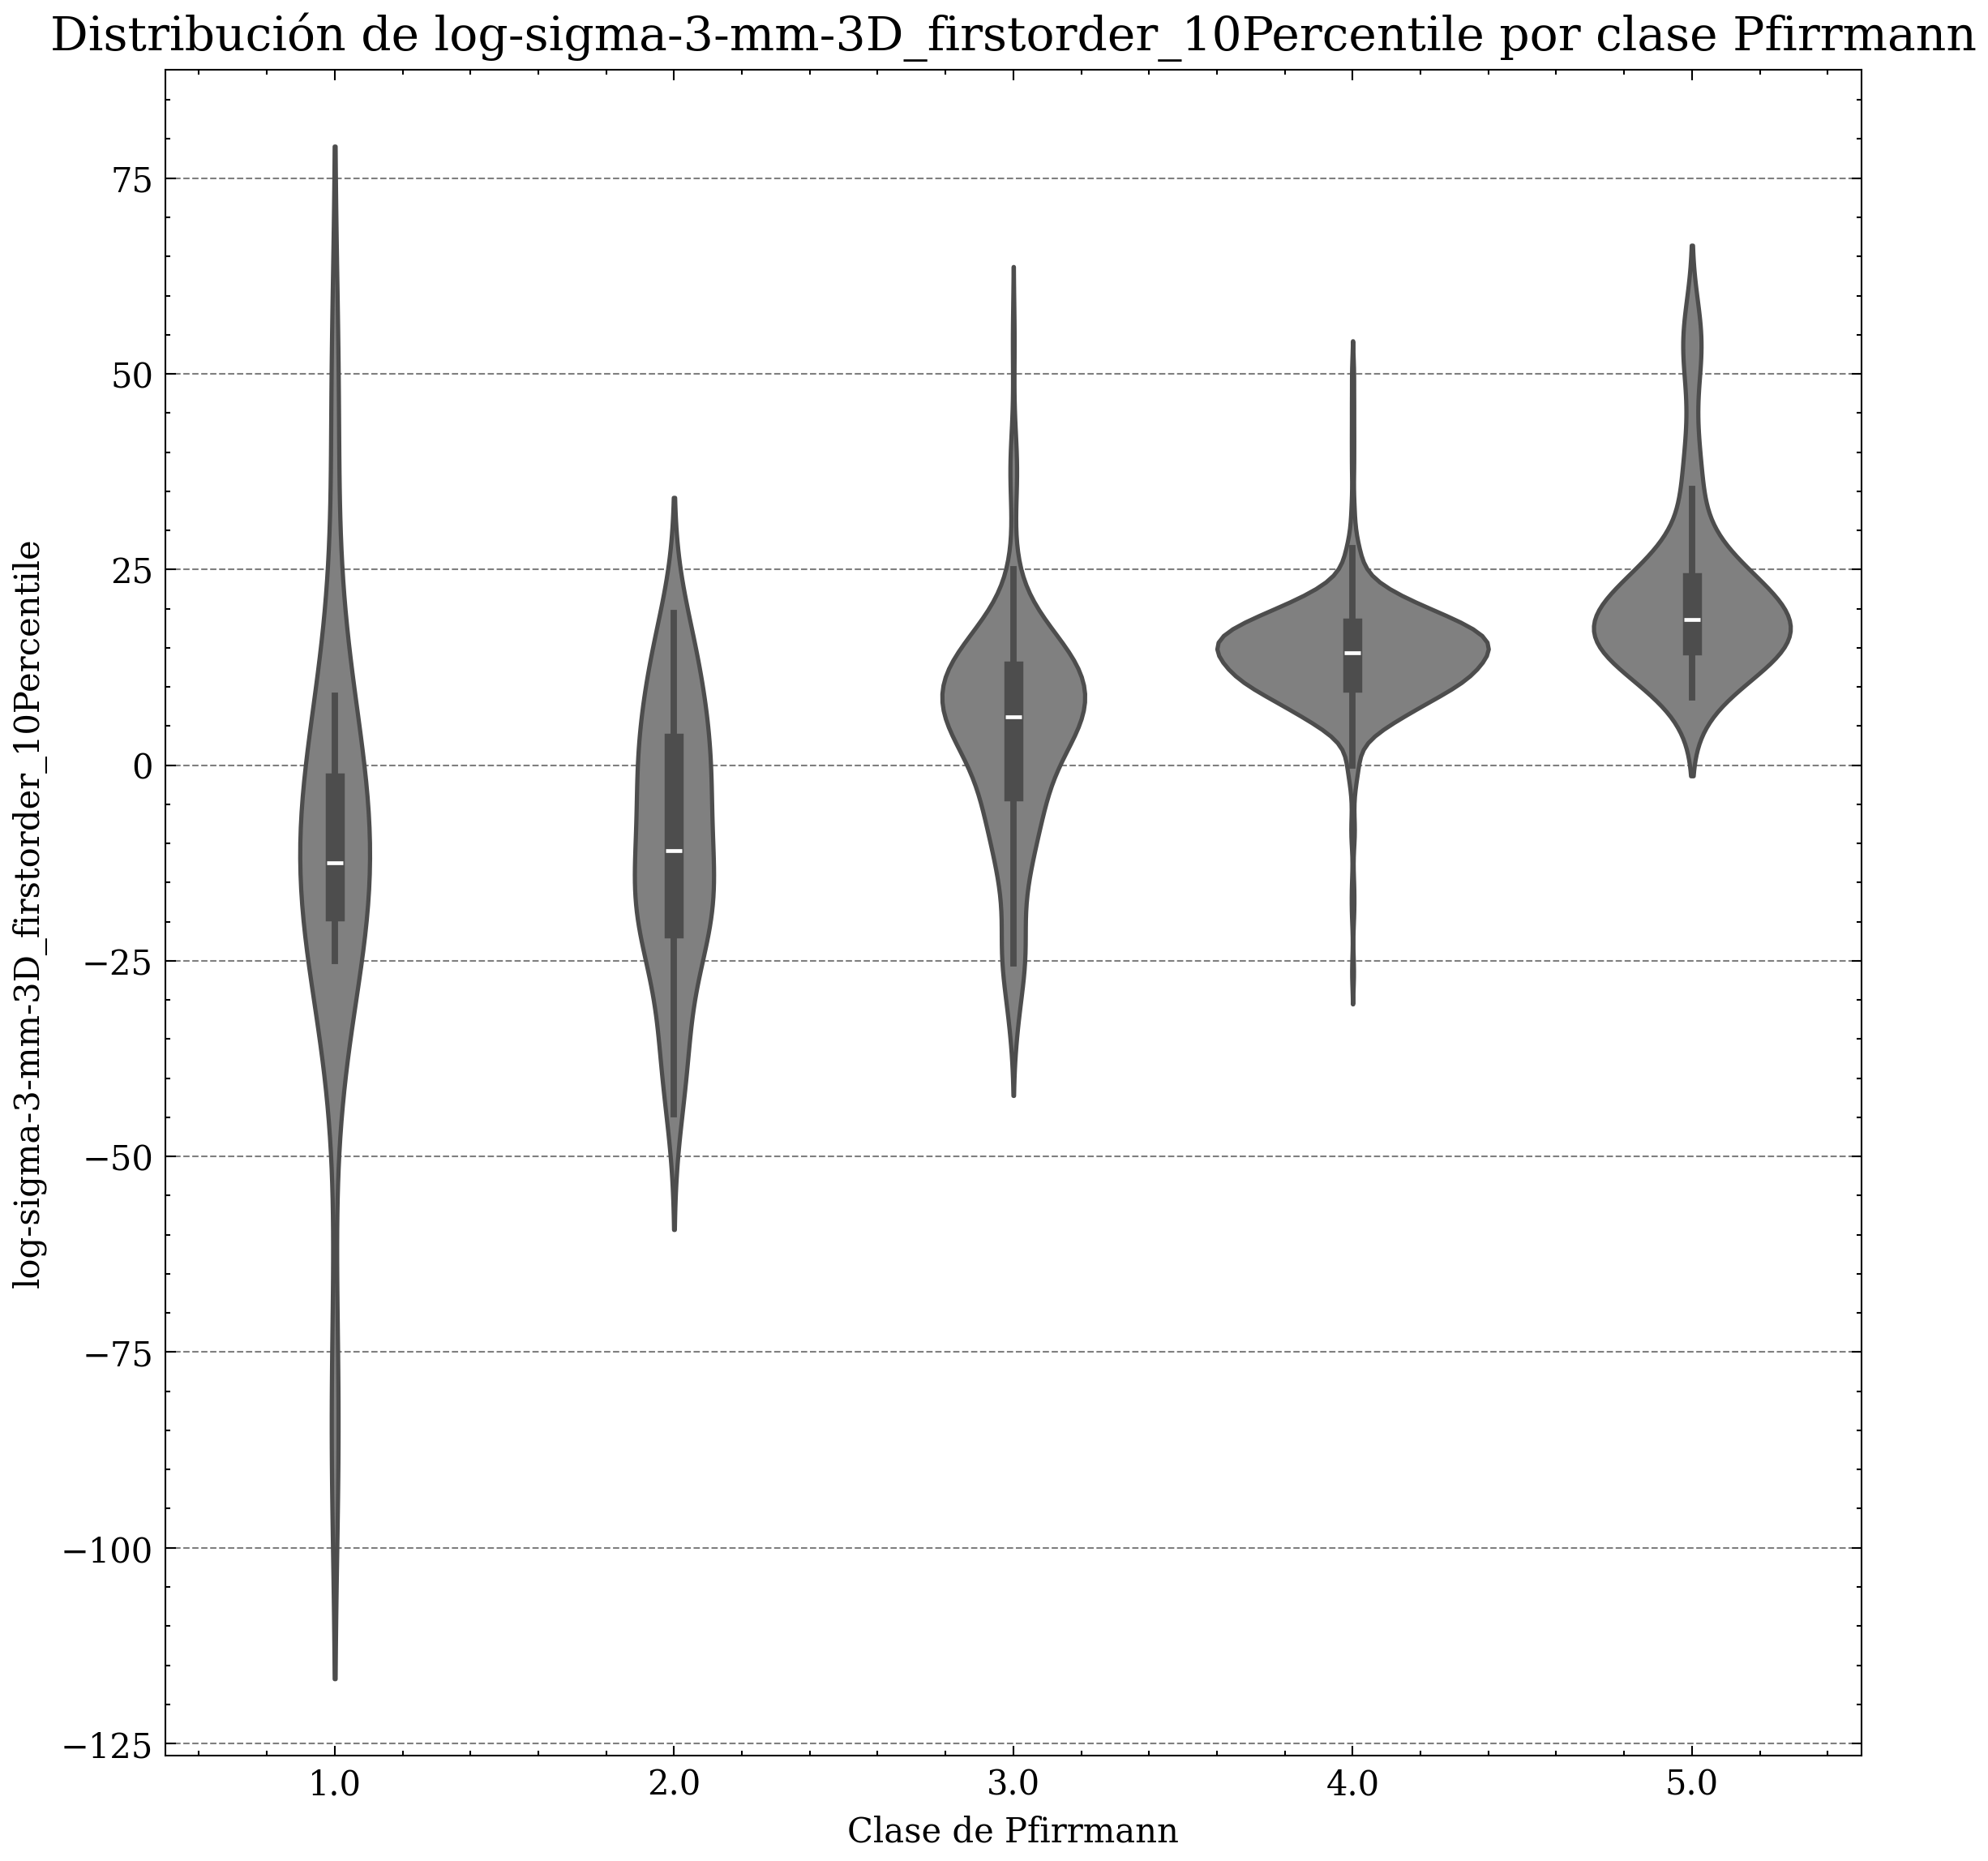 Distribución de log-sigma-3-mm-3D_firstorder_10Percentile por clase Pfirrmann
log-sigma-3-mm-3D_firstorder_10Percentile
75
50
25
0
−25
−50
−75
−100
−125
1.0 2.0 3.0 4.0 5.0
Clase de Pfirrmann